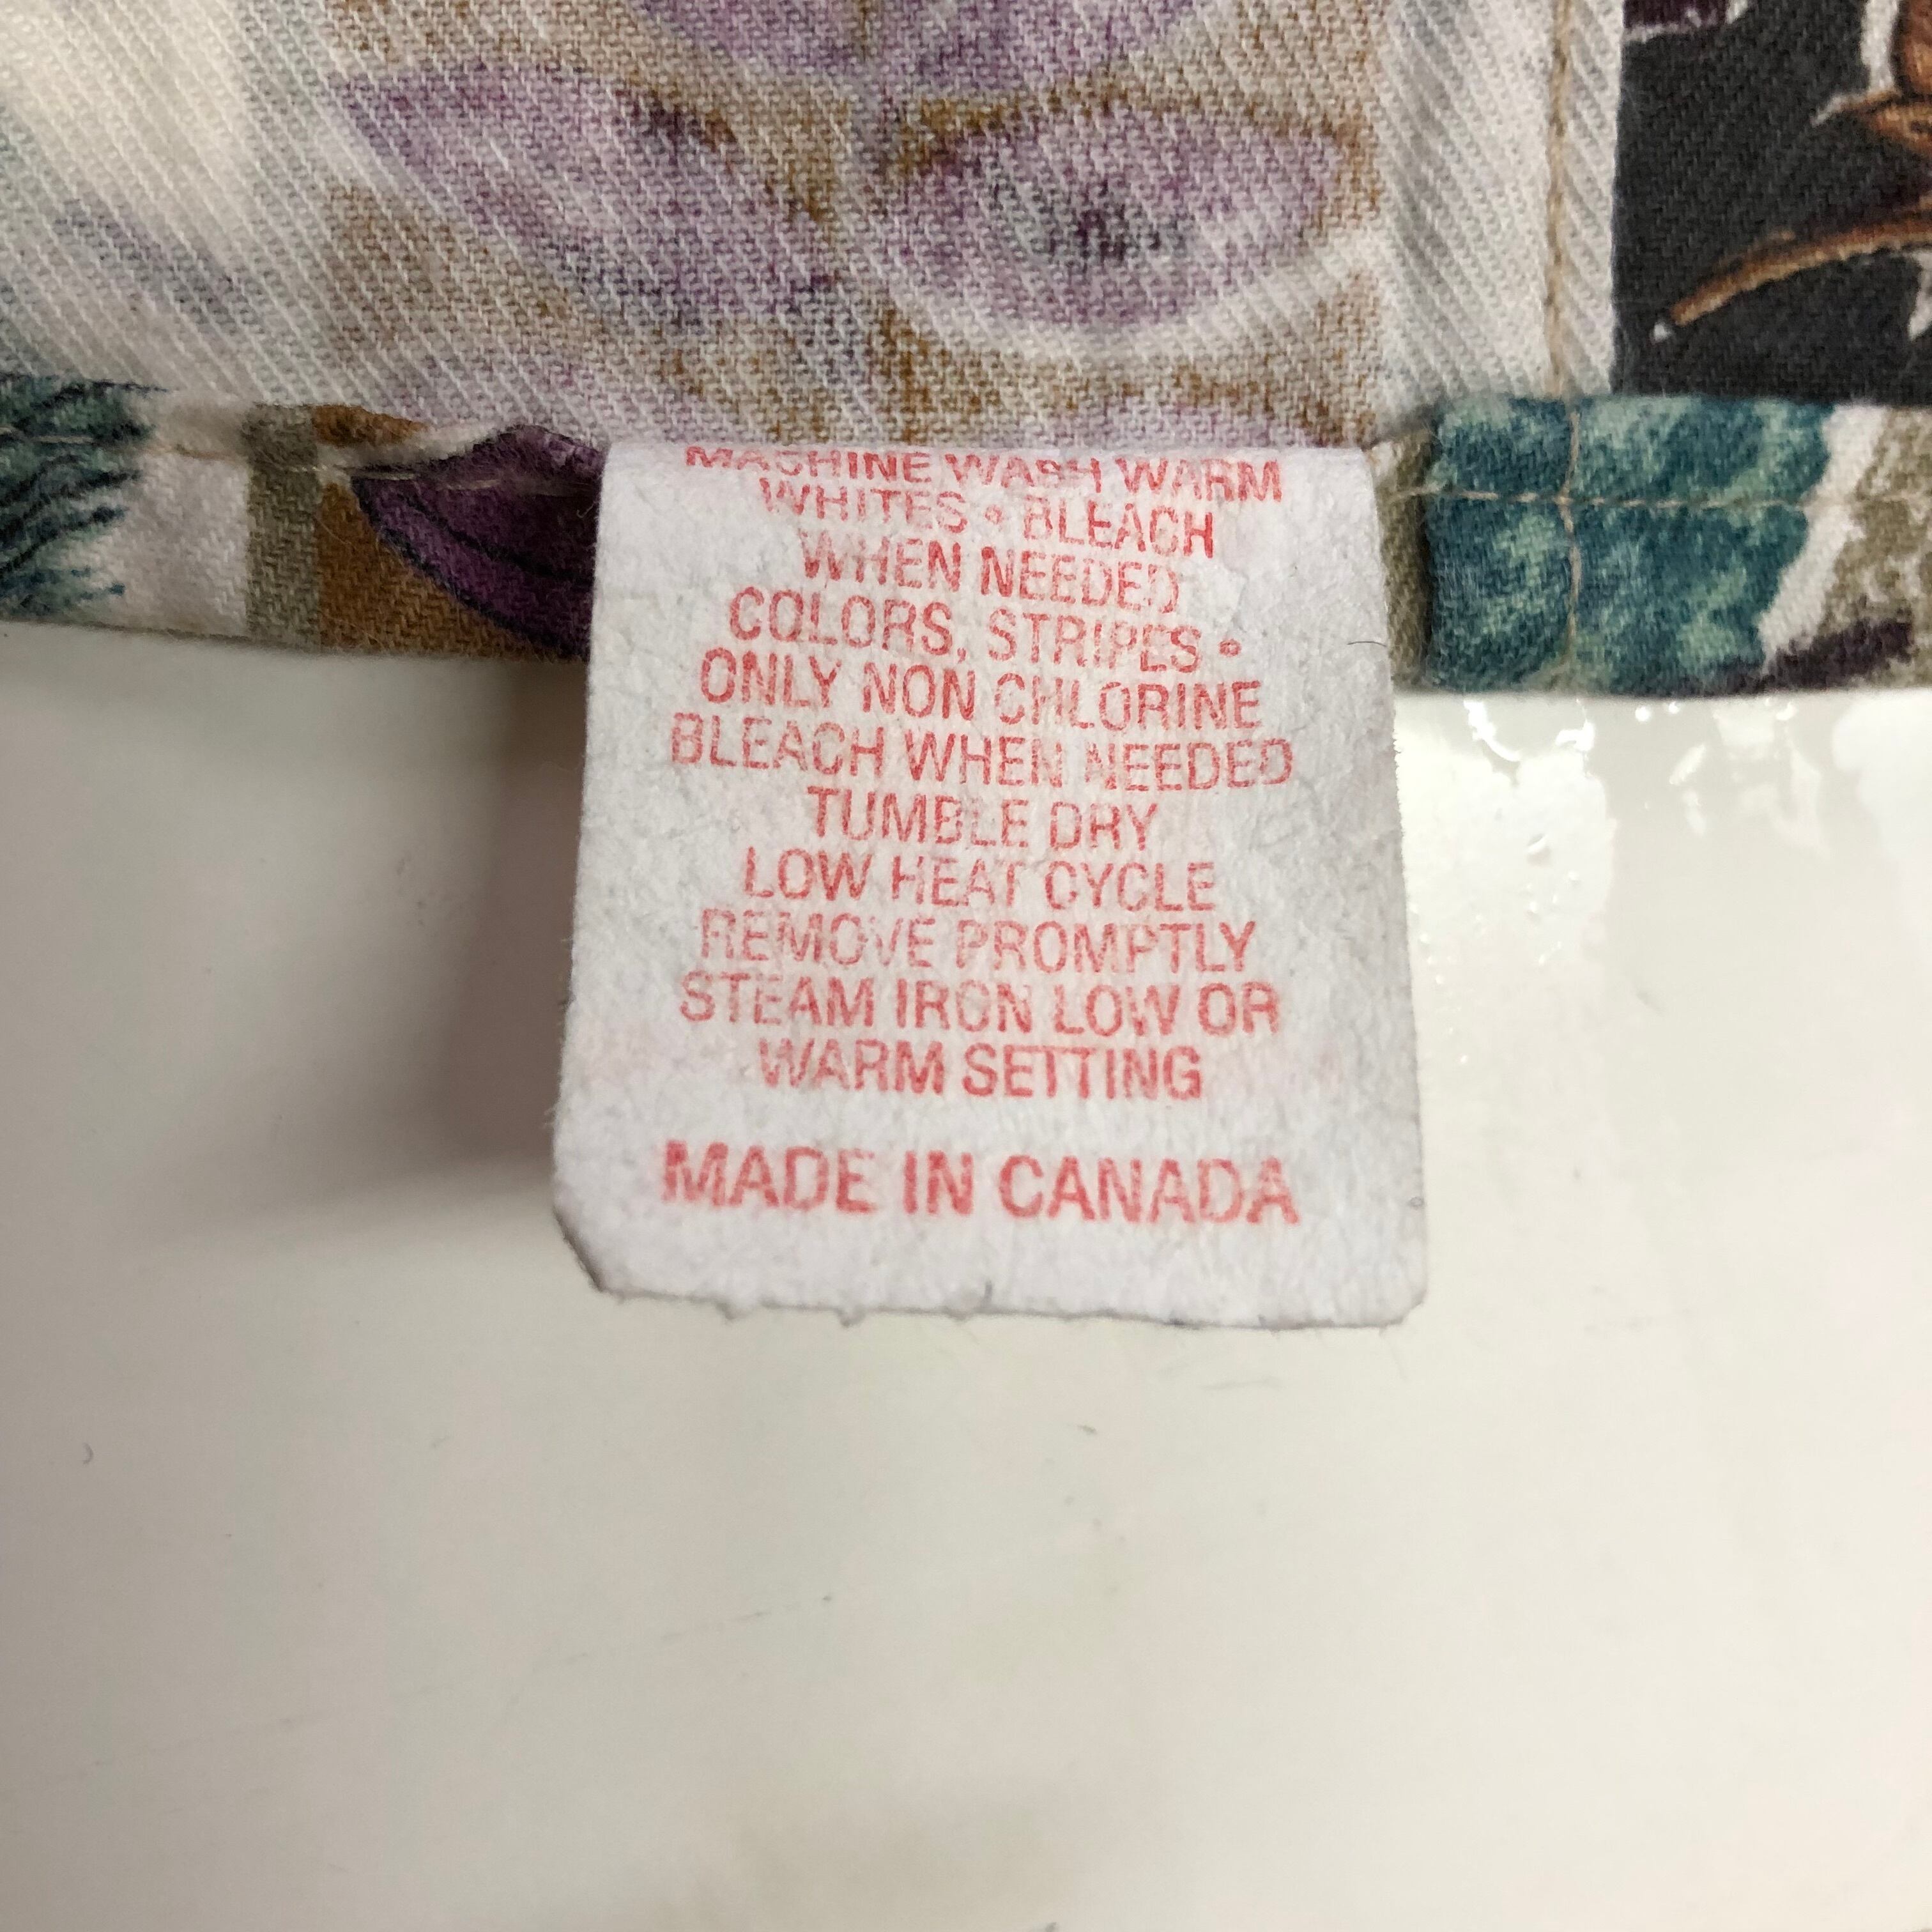 MACHINE WASH WARM
WHITES • BLEACH
WHEN NEEDED
COLORS, STRIPES •
ONLY NON CHLORINE
BLEACH WHEN NEEDED
TUMBLE DRY
LOW HEAT CYCLE
REMOVE PROMPTLY
STEAM IRON LOW OR
WARM SETTING
MADE IN CANADA